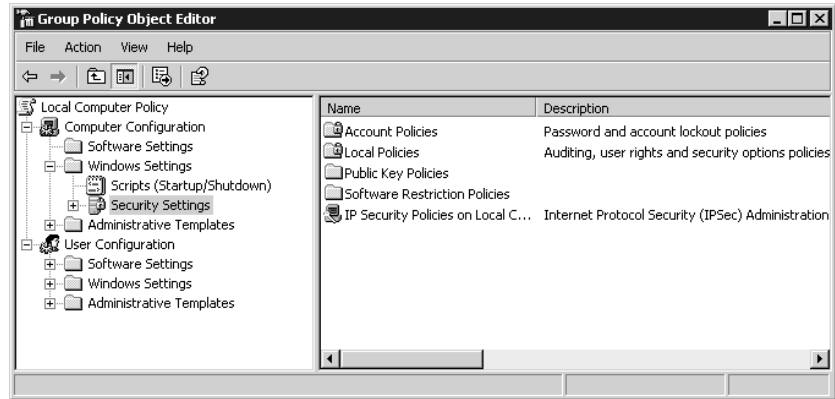 Group Policy Object Editor
File Action View Help
Local Computer Policy
Computer Configuration
Software Settings
Windows Settings
Scripts (Startup/Shutdown)
Security Settings
Administrative Templates
User Configuration
Software Settings
Windows Settings
Administrative Templates
Name Description
Account Policies Password and account lockout policies
Local Policies Auditing, user rights and security options policies
Public Key Policies
Software Restriction Policies
IP Security Policies on Local C... Internet Protocol Security (IPSec) Administration